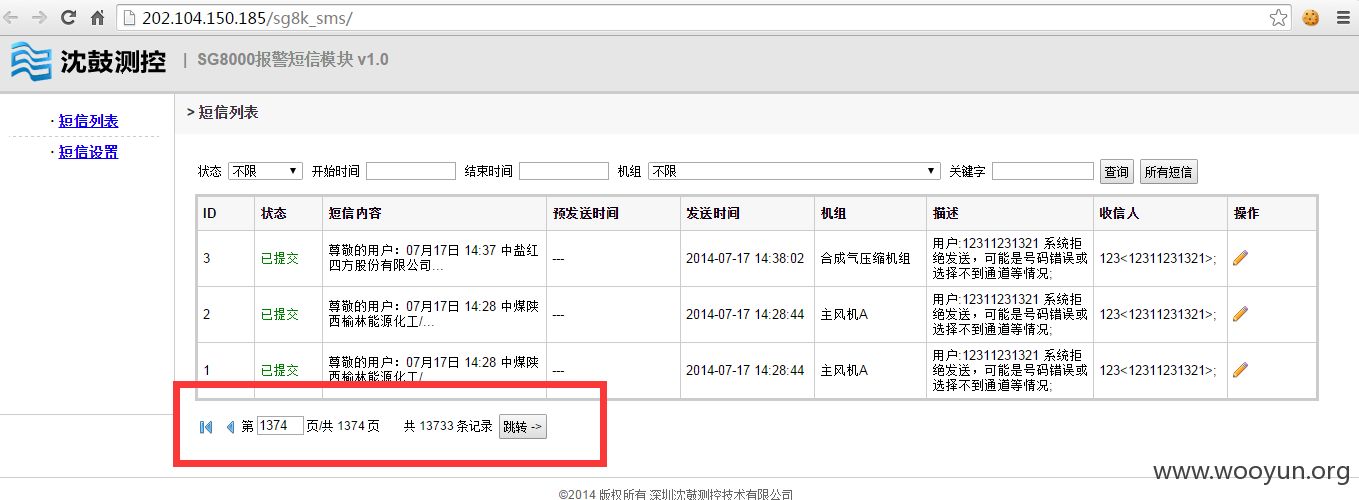 202.104.150.185/sg8k_sms/
沈鼓测控 | SG8000报警短信模块 v1.0
· 短信列表
· 短信设置
> 短信列表
状态 不限 开始时间 结束时间 机组 不限 关键字 查询 所有短信
ID 状态 短信内容 预发送时间 发送时间 机组 描述 收信人 操作
3 已提交 尊敬的用户：07月17日 14:37 中盐红
四方股份有限公司... --- 2014-07-17 14:38:02 合成气压缩机组 用户:12311231321 系统拒
绝发送，可能是号码错误或
选择不到通道等情况; 123<12311231321>;
2 已提交 尊敬的用户：07月17日 14:28 中煤陕
西榆林能源化工/... --- 2014-07-17 14:28:44 主风机A 用户:12311231321 系统拒
绝发送，可能是号码错误或
选择不到通道等情况; 123<12311231321>;
1 已提交 尊敬的用户：07月17日 14:28 中煤陕
西榆林能源化工/ --- 2014-07-17 14:28:44 主风机A 用户:12311231321 系统拒
绝发送，可能是号码错误或
选择不到通道等情况; 123<12311231321>;
第 1374 页/共 1374 页 共 13733 条记录 跳转 ->
www.wooyun.org
©2014 版权所有 深圳沈鼓测控技术有限公司